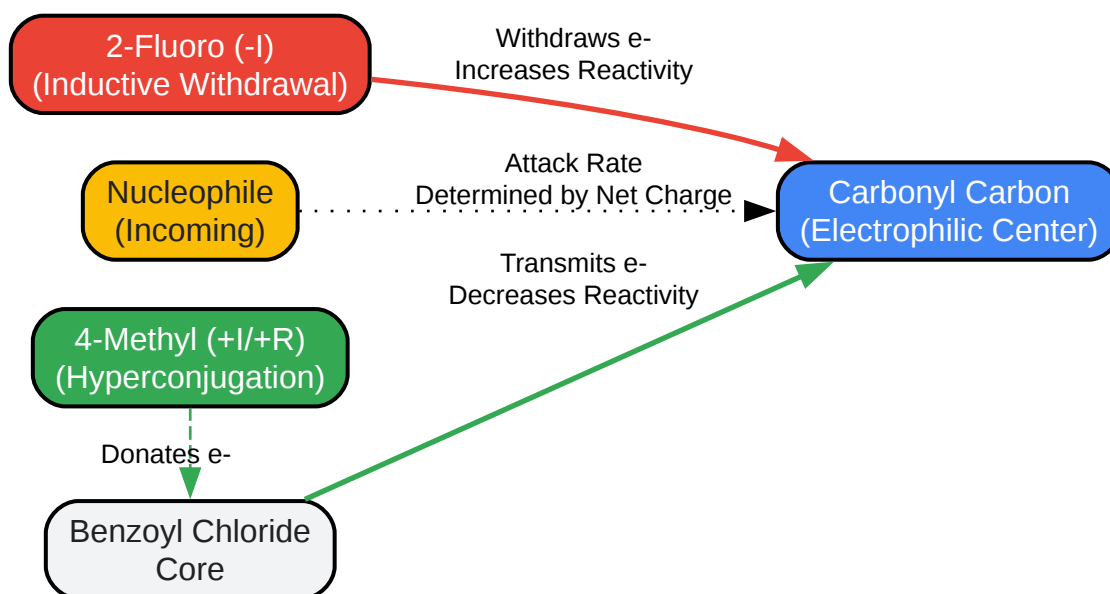 2-Fluoro (-I)
(Inductive Withdrawal)
Withdraws e-
Increases Reactivity
Nucleophile
(Incoming)
Attack Rate
Determined by Net Charge
Carbonyl Carbon
(Electrophilic Center)
Transmits e-
Decreases Reactivity
4-Methyl (+I/+R)
(Hyperconjugation)
Donates e-
Benzoyl Chloride
Core